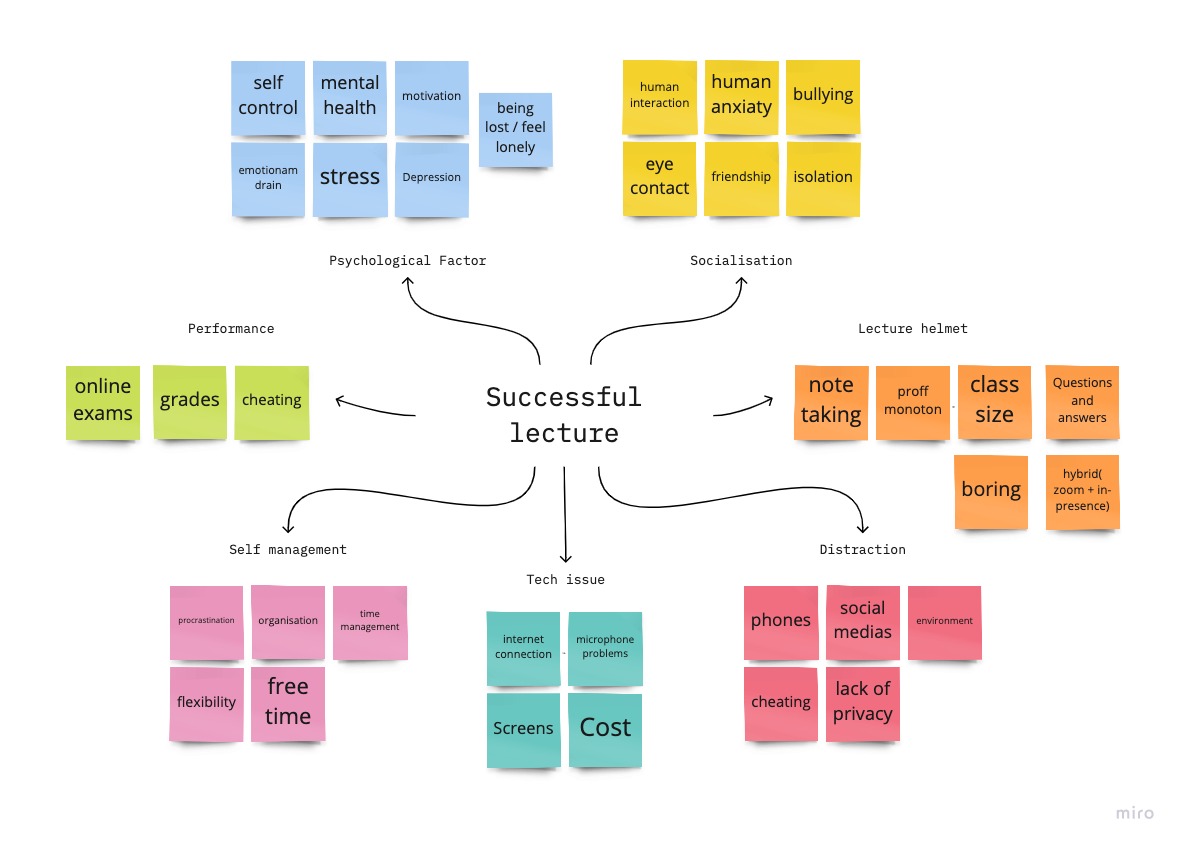 self
control
mental
health
motivation
being
lost / feel
lonely
emotionam
drain
stress
Depression
human
interaction
human
anxiaty
bullying
eye
contact
friendship
isolation
Psychological Factor
Socialisation
Performance
Lecture helmet
online
exams
grades
cheating
Successful
lecture
note
taking
proff
monoton
class
size
Questions
and
answers
boring
hybrid(
zoom + in-
presence)
Self management
Tech issue
Distraction
procrastination
organisation
time
management
flexibility
free
time
internet
connection
microphone
problems
Screens
Cost
phones
social
medias
environment
cheating
lack of
privacy
miro